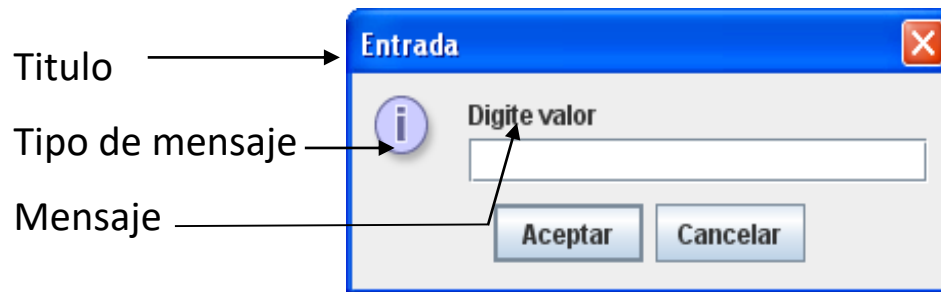 Titulo
Tipo de mensaje
Mensaje
Entrada
i
Digite valor
Aceptar
Cancelar